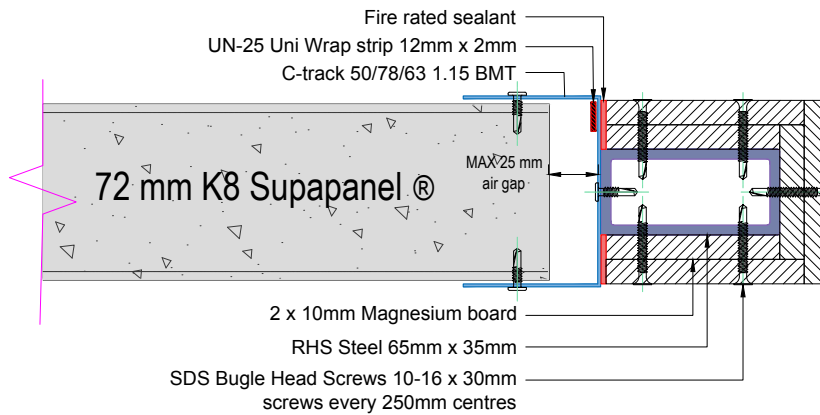 Fire rated sealant
UN-25 Uni Wrap strip 12mm x 2mm
C-track 50/78/63 1.15 BMT
MAX 25 mm
air gap
72 mm K8 Supapanel ®
2 x 10mm Magnesium board
RHS Steel 65mm x 35mm
SDS Bugle Head Screws 10-16 x 30mm
screws every 250mm centres